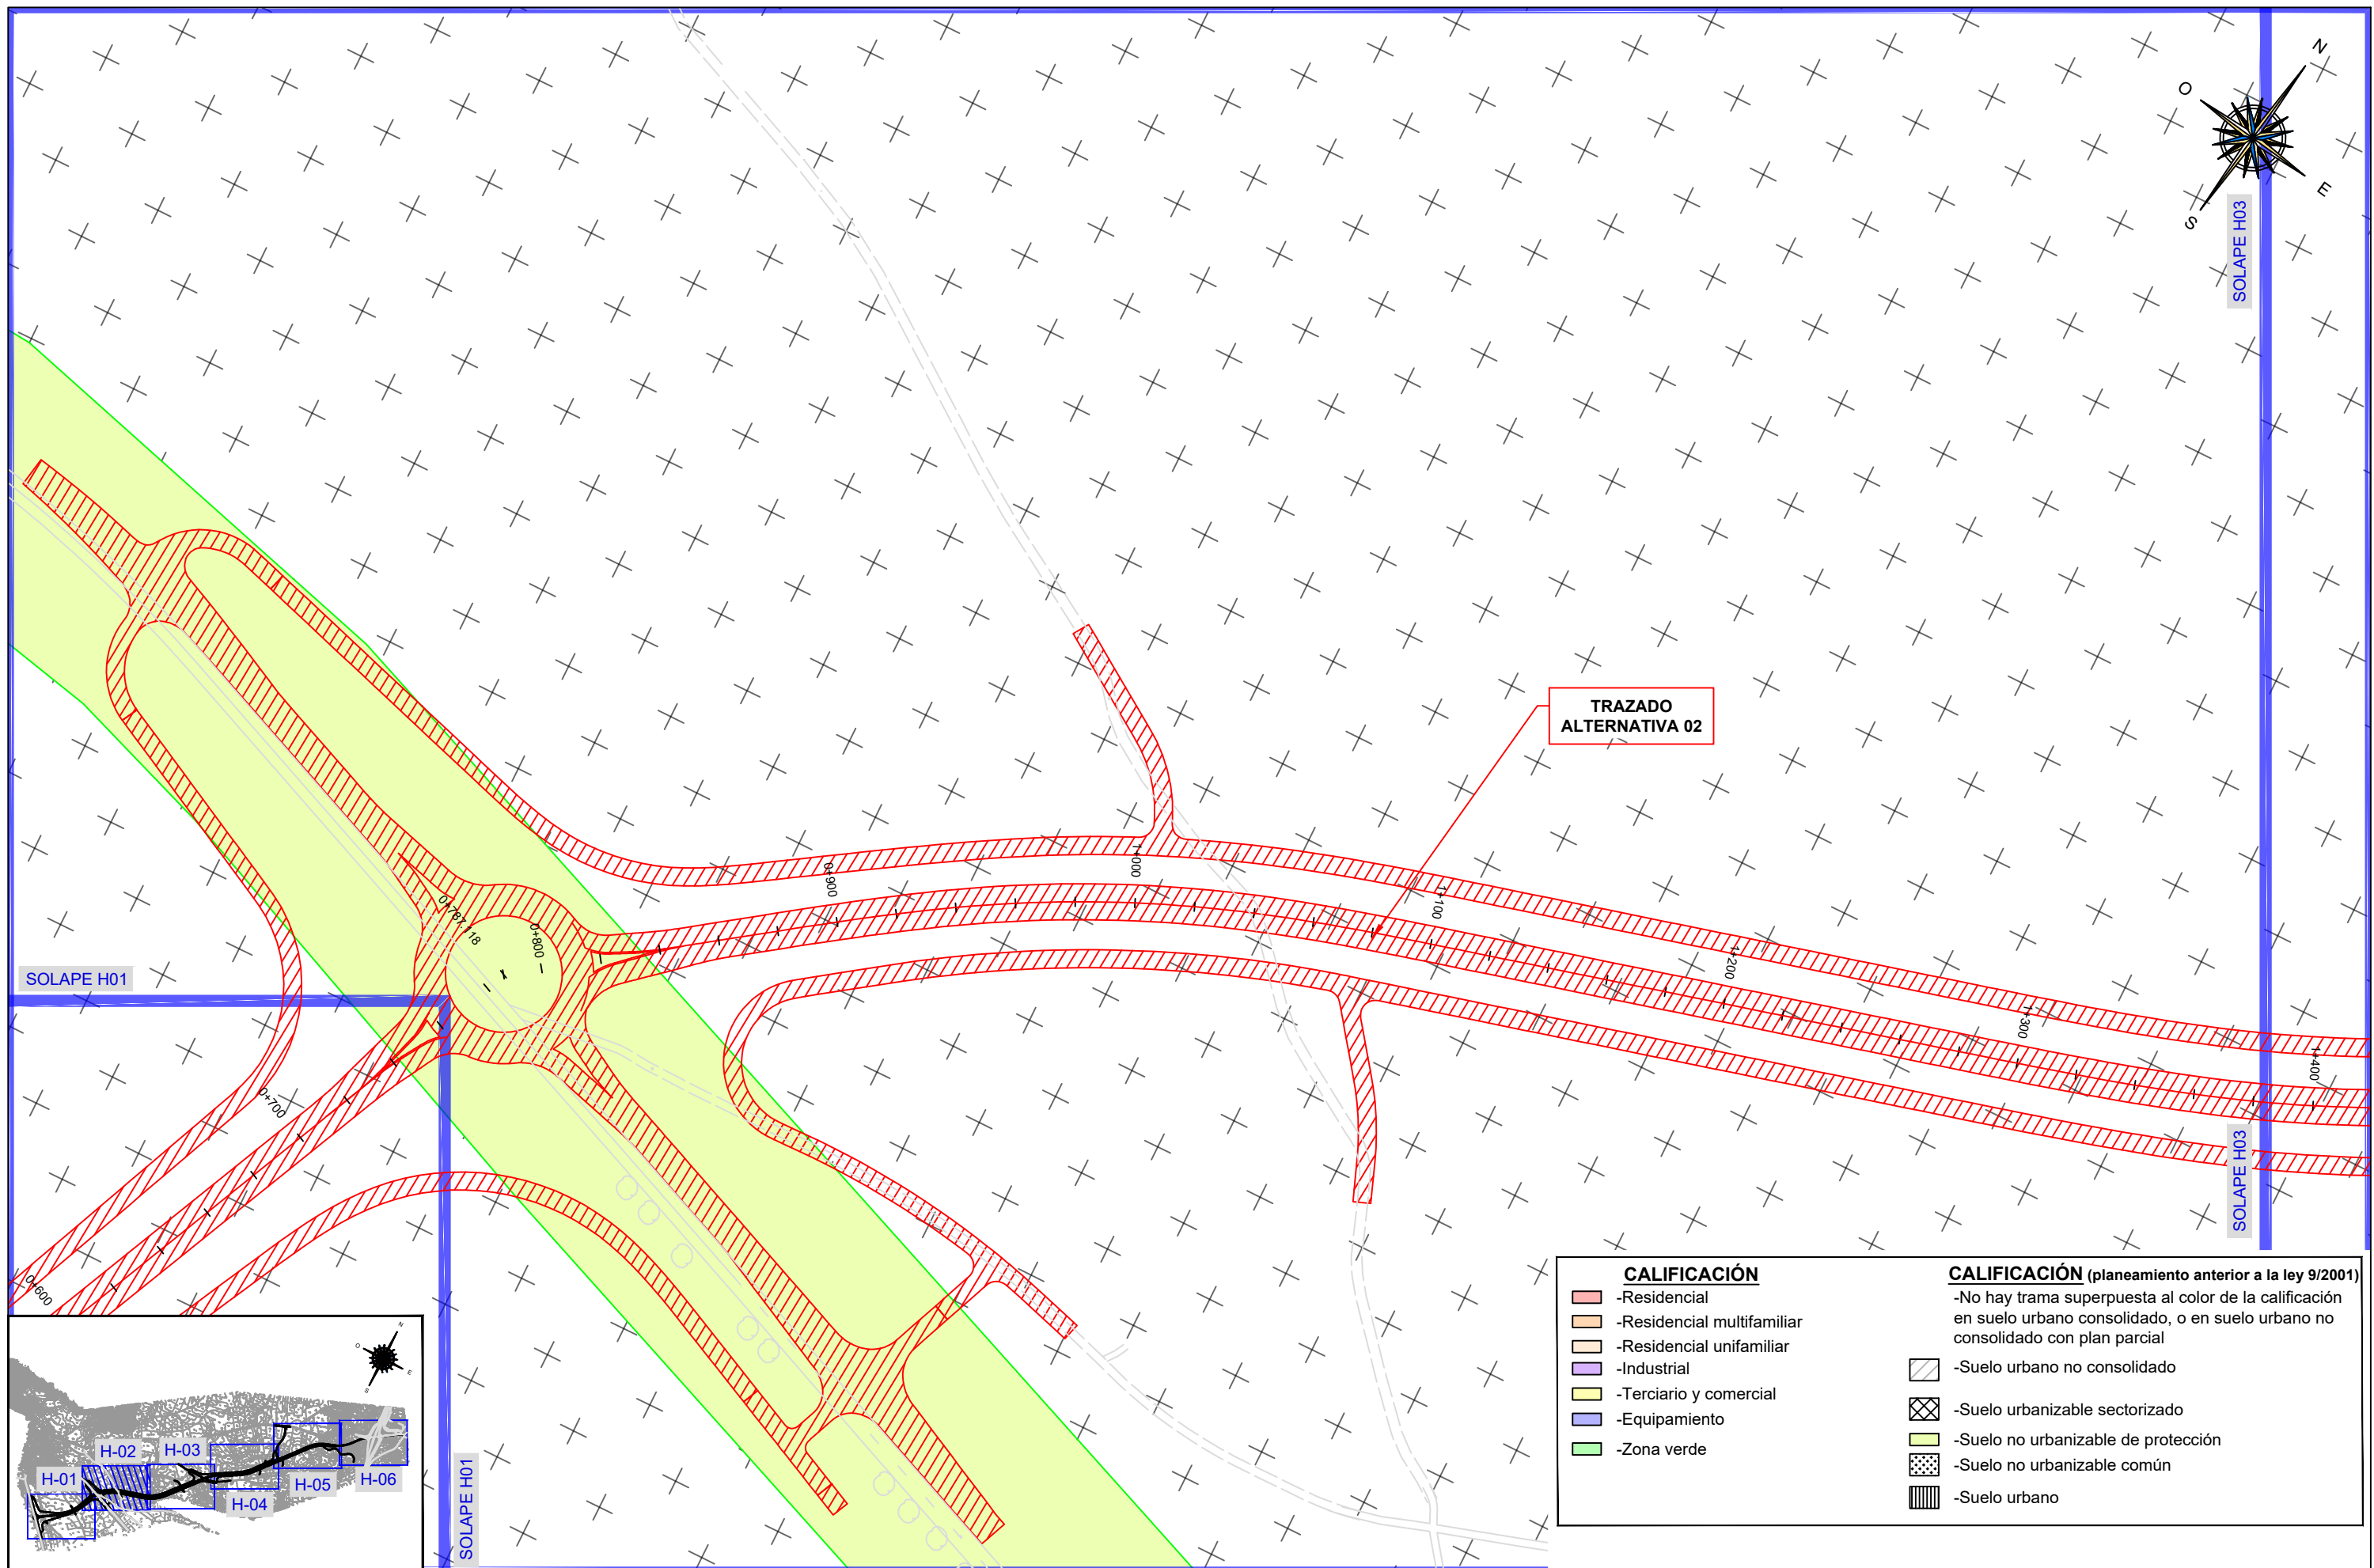 N
O
E
S
SOLAPE H03
TRAZADO
ALTERNATIVA 02
0+900
1+000
1+100
1+200
1+300
1+400
0+787.118
0+800
0+700
0+600
SOLAPE H01
SOLAPE H01
SOLAPE H03
N
O
E
S
H-01
H-02
H-03
H-04
H-05
H-06
CALIFICACIÓN
-Residencial
-Residencial multifamiliar
-Residencial unifamiliar
-Industrial
-Terciario y comercial
-Equipamiento
-Zona verde
CALIFICACIÓN (planeamiento anterior a la ley 9/2001)
-No hay trama superpuesta al color de la calificación
en suelo urbano consolidado, o en suelo urbano no
consolidado con plan parcial
-Suelo urbano no consolidado
-Suelo urbanizable sectorizado
-Suelo no urbanizable de protección
-Suelo no urbanizable común
-Suelo urbano